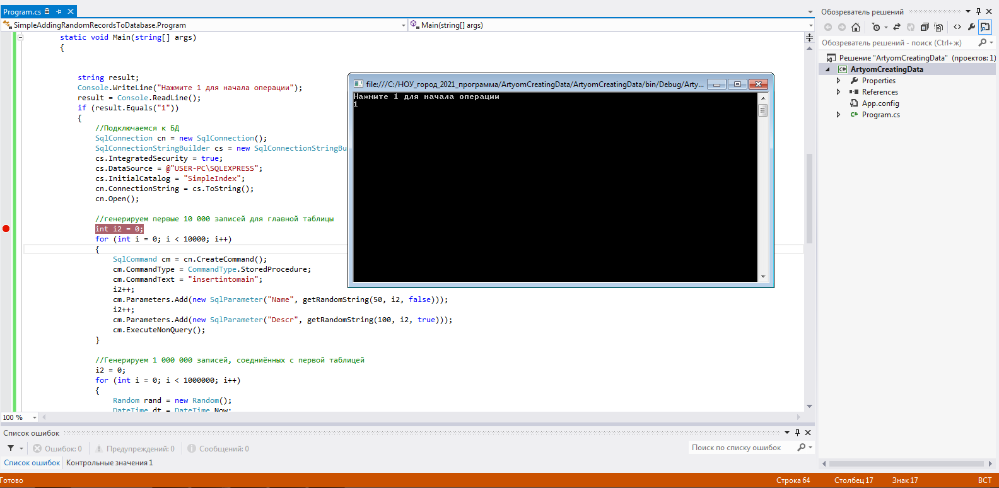 Program.cs
SimpleAddingRandomRecordsToDatabase.Program
Main(string[] args)
static void Main(string[] args)
{
string result;
Console.WriteLine("Нажмите 1 для начала операции");
result = Console.ReadLine();
if (result.Equals("1"))
{
//Подключаемся к БД
SqlConnection cn = new SqlConnection();
SqlConnectionStringBuilder cs = new SqlConnectionStringBu
cs.IntegratedSecurity = true;
cs.DataSource = @"USER-PC\SQLEXPRESS";
cs.InitialCatalog = "SimpleIndex";
cn.ConnectionString = cs.ToString();
cn.Open();
//генерируем первые 10 000 записей для главной таблицы
int i2 = 0;
for (int i = 0; i < 10000; i++)
{
SqlCommand cm = cn.CreateCommand();
cm.CommandType = CommandType.StoredProcedure;
cm.CommandText = "insertintomain";
i2++;
cm.Parameters.Add(new SqlParameter("Name", getRandomString(50, i2, false)));
i2++;
cm.Parameters.Add(new SqlParameter("Descr", getRandomString(100, i2, true)));
cm.ExecuteNonQuery();
}
//Генерируем 1 000 000 записей, соедниённых с первой таблицей
i2 = 0;
for (int i = 0; i < 1000000; i++)
{
Random rand = new Random();
DateTime dt = DateTime.Now;
100 %
file:///C:/НОУ_город_2021_программа/ArtyomCreatingData/ArtyomCreatingData/bin/Debug/Arty...
Нажмите 1 для начала операции
1
Обозреватель решений
Обозреватель решений - поиск (Ctrl+ж)
Решение "ArtyomCreatingData" (проектов: 1)
C# ArtyomCreatingData
Properties
References
App.config
C# Program.cs
Список ошибок
Ошибок: 0
Предупреждений: 0
Сообщений: 0
Поиск по списку ошибок
Список ошибок
Контрольные значения 1
Готово
Строка 64
Столбец 17
Знак 17
ВСТ